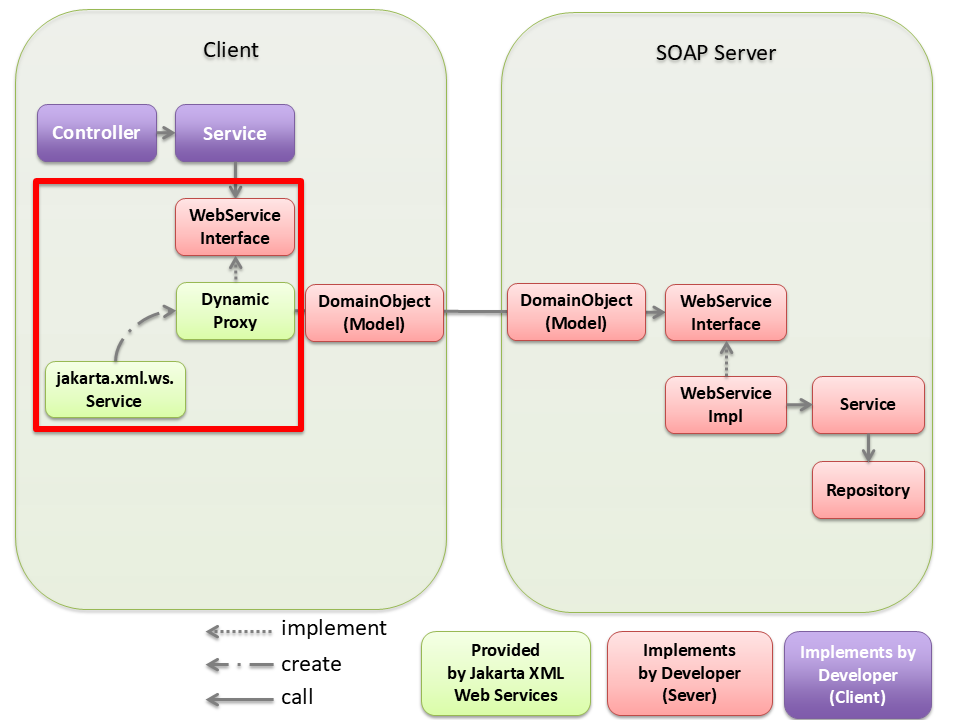 Client
SOAP Server
Controller
Service
WebService
Interface
Dynamic
Proxy
DomainObject
(Model)
jakarta.xml.ws.
Service
DomainObject
(Model)
WebService
Interface
WebService
Impl
Service
Repository
implement
create
call
Provided
by Jakarta XML
Web Services
Implements
by Developer
(Sever)
Implements by
Developer
(Client)